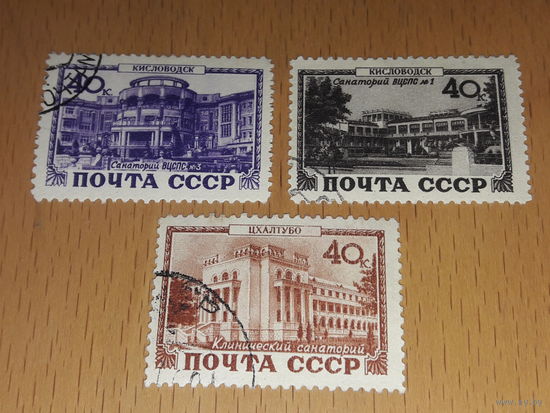 КИСЛОВОДСК
40 к.
Санаторий ВЦСПС №3
ПОЧТА СССР
КИСЛОВОДСК
Санаторий ВЦСПС №1
40 к.
ПОЧТА СССР
ЦХАЛТУБО
40 к.
Клинический санаторий
ПОЧТА СССР